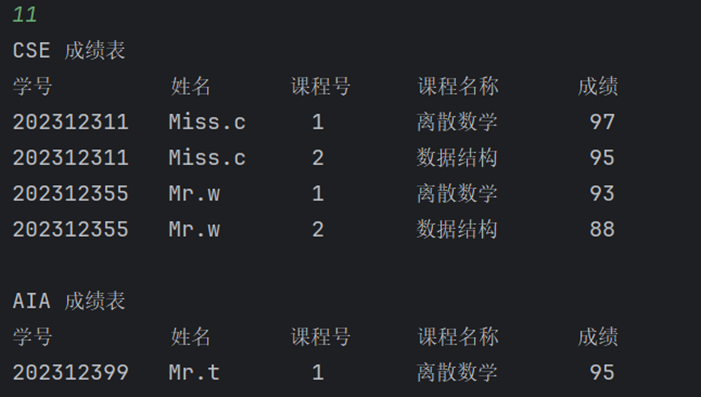 11
CSE 成绩表
学号 姓名 课程号 课程名称 成绩
202312311 Miss.c 1 离散数学 97
202312311 Miss.c 2 数据结构 95
202312355 Mr.w 1 离散数学 93
202312355 Mr.w 2 数据结构 88
AIA 成绩表
学号 姓名 课程号 课程名称 成绩
202312399 Mr.t 1 离散数学 95